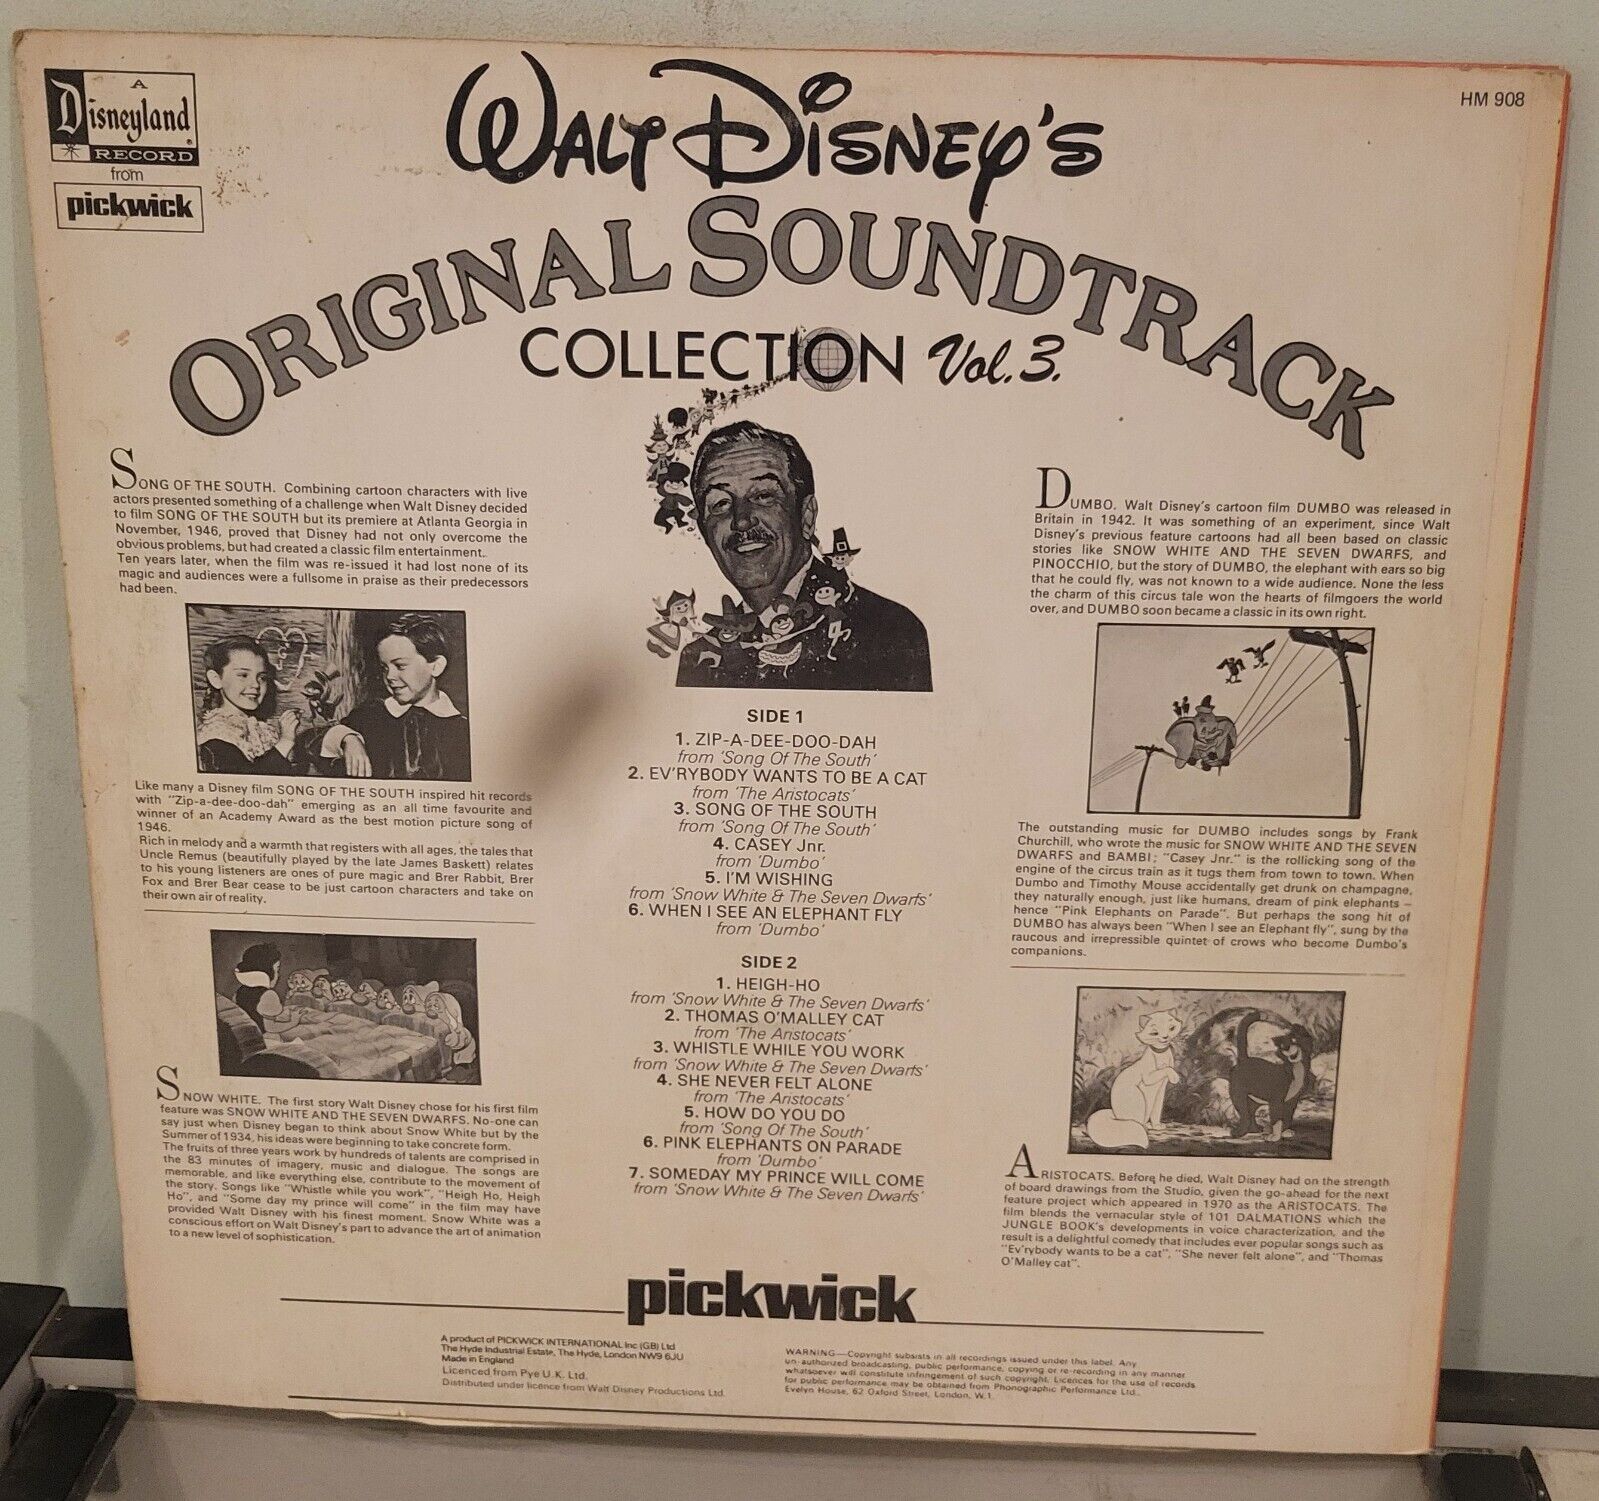 A
Disneyland
RECORD
from
pickwick
HM 908
WALT DISNEY'S
ORIGINAL SOUNDTRACK
COLLECTION Vol. 3.
SONG OF THE SOUTH. Combining cartoon characters with live
actors presented something of a challenge when Walt Disney decided
to film SONG OF THE SOUTH but its premiere at Atlanta Georgia in
November, 1946, proved that Disney had not only overcome the
obvious problems, but had created a classic film entertainment.
Ten years later, when the film was re-issued it had lost none of its
magic and audiences were a fullsome in praise as their predecessors
had been.
Like many a Disney film SONG OF THE SOUTH inspired hit records
with "Zip-a-dee-doo-dah" emerging as an all time favourite and
winner of an Academy Award as the best motion picture song of
1946.
Rich in melody and a warmth that registers with all ages, the tales that
Uncle Remus (beautifully played by the late James Baskett) relates
to his young listeners are ones of pure magic and Brer Rabbit, Brer
Fox and Brer Bear cease to be just cartoon characters and take on
their own air of reality.
SNOW WHITE. The first story Walt Disney chose for his first film
feature was SNOW WHITE AND THE SEVEN DWARFS. No-one can
say just when Disney began to think about Snow White but by the
Summer of 1934, his ideas were beginning to take concrete form.
The fruits of three years work by hundreds of talents are comprised in
the 83 minutes of imagery, music and dialogue. The songs are
memorable, and like everything else, contribute to the movement of
the story. Songs like "Whistle while you work", "Heigh Ho, Heigh
Ho", and "Some day my prince will come" in the film may have
provided Walt Disney with his finest moment. Snow White was a
conscious effort on Walt Disney's part to advance the art of animation
to a new level of sophistication.
SIDE 1
1. ZIP-A-DEE-DOO-DAH
from 'Song Of The South'
2. EV'RYBODY WANTS TO BE A CAT
from 'The Aristocats'
3. SONG OF THE SOUTH
from 'Song Of The South'
4. CASEY Jnr.
from 'Dumbo'
5. I'M WISHING
from 'Snow White & The Seven Dwarfs'
6. WHEN I SEE AN ELEPHANT FLY
from 'Dumbo'
SIDE 2
1. HEIGH-HO
from 'Snow White & The Seven Dwarfs'
2. THOMAS O'MALLEY CAT
from 'The Aristocats'
3. WHISTLE WHILE YOU WORK
from 'Snow White & The Seven Dwarfs'
4. SHE NEVER FELT ALONE
from 'The Aristocats'
5. HOW DO YOU DO
from 'Song Of The South'
6. PINK ELEPHANTS ON PARADE
from 'Dumbo'
7. SOMEDAY MY PRINCE WILL COME
from 'Snow White & The Seven Dwarfs'
DUMBO. Walt Disney's cartoon film DUMBO was released in
Britain in 1942. It was something of an experiment, since Walt
Disney's previous feature cartoons had all been based on classic
stories like SNOW WHITE AND THE SEVEN DWARFS, and
PINOCCHIO, but the story of DUMBO, the elephant with ears so big
that he could fly, was not known to a wide audience. None the less
the charm of this circus tale won the hearts of filmgoers the world
over, and DUMBO soon became a classic in its own right.
The outstanding music for DUMBO includes songs by Frank
Churchill, who wrote the music for SNOW WHITE AND THE SEVEN
DWARFS and BAMBI; "Casey Jnr." is the rollicking song of the
engine of the circus train as it tugs them from town to town. When
Dumbo and Timothy Mouse accidentally get drunk on champagne,
they naturally enough, just like humans, dream of pink elephants –
hence "Pink Elephants on Parade". But perhaps the song hit of
DUMBO has always been "When I see an Elephant fly", sung by the
raucous and irrepressible quintet of crows who become Dumbo's
companions.
ARISTOCATS. Before he died, Walt Disney had on the strength
of board drawings from the Studio, given the go-ahead for the next
feature project which appeared in 1970 as the ARISTOCATS. The
film blends the vernacular style of 101 DALMATIONS which the
JUNGLE BOOK's developments in voice characterization, and the
result is a delightful comedy that includes ever popular songs such as
"Ev'rybody wants to be a cat", "She never felt alone", and "Thomas
O'Malley cat".
pickwick
A product of PICKWICK INTERNATIONAL Inc (GB) Ltd
The Hyde Industrial Estate, The Hyde, London NW9 6JU
Made in England
Licenced from Pye U.K. Ltd.
Distributed under licence from Walt Disney Productions Ltd.
WARNING—Copyright subsists in all recordings issued under this label. Any
un-authorized broadcasting, public performance, copying or re-recording in any manner
whatsoever will constitute infringement of such copyright. Licences for the use of records
for public performance may be obtained from Phonographic Performance Ltd.,
Evelyn House, 62 Oxford Street, London, W.1.